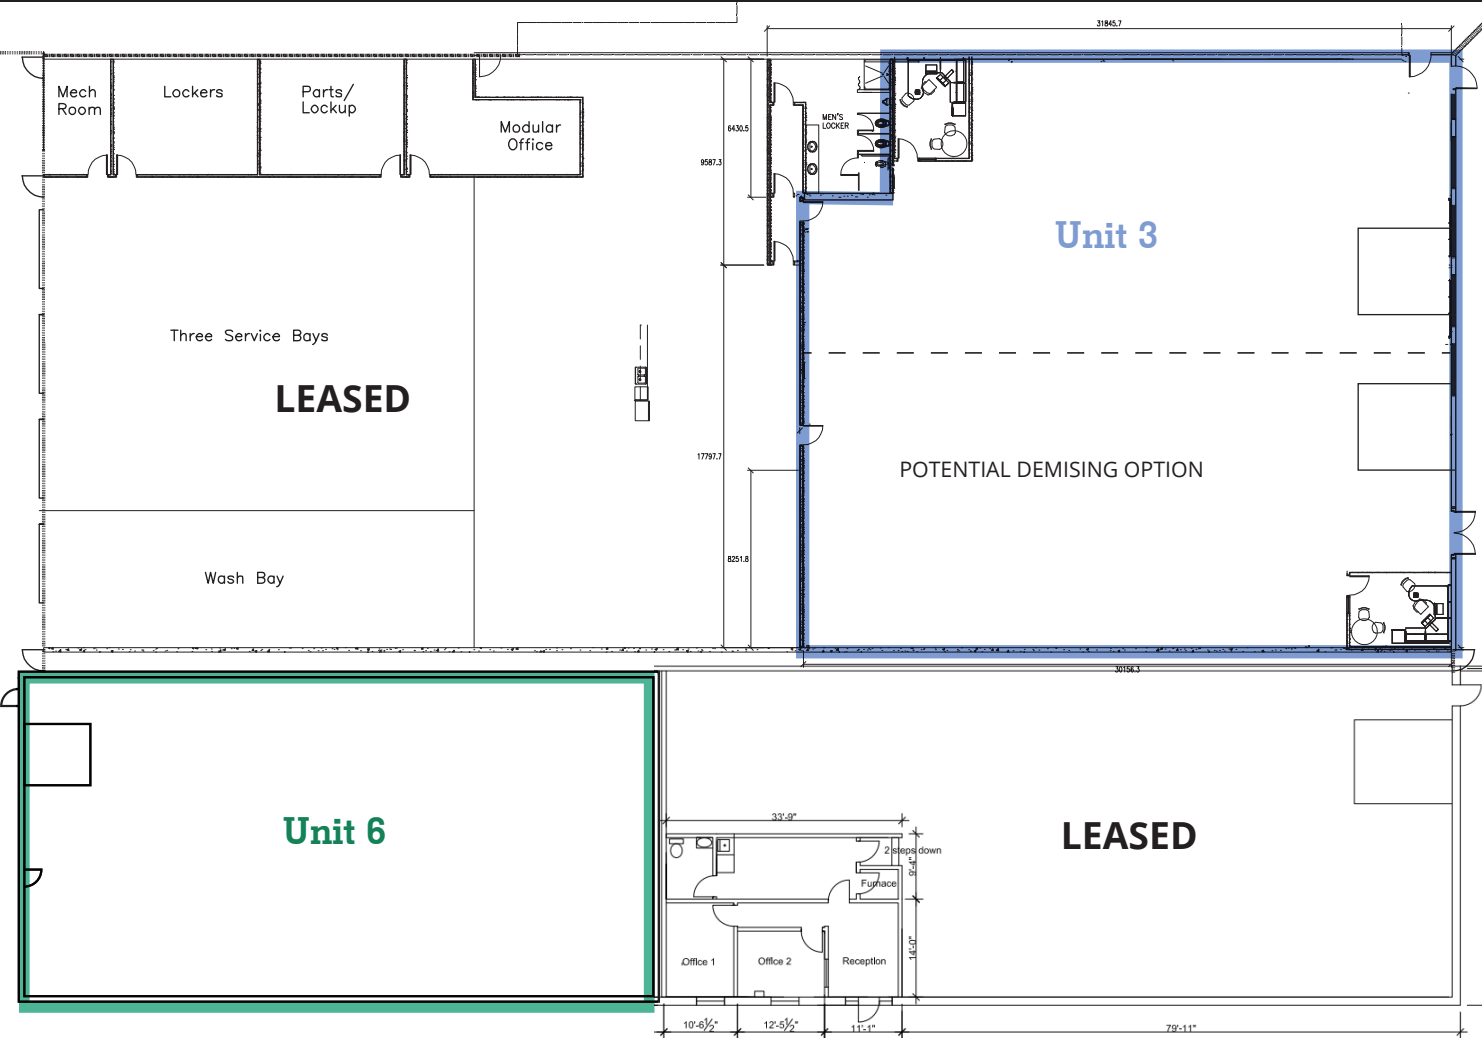 31845.7
Mech
Room
Lockers
Parts/
Lockup
Modular
Office
6430.5
9587.3
MEN'S
LOCKER
Unit 3
Three Service Bays
LEASED
17797.7
POTENTIAL DEMISING OPTION
8251.8
Wash Bay
30156.3
Unit 6
33'-9"
LEASED
2 steps down
9'-4"
Furnace
14'-0"
Office 1
Office 2
Reception
10'-6½"
12'-5½"
11'-1"
79'-11"